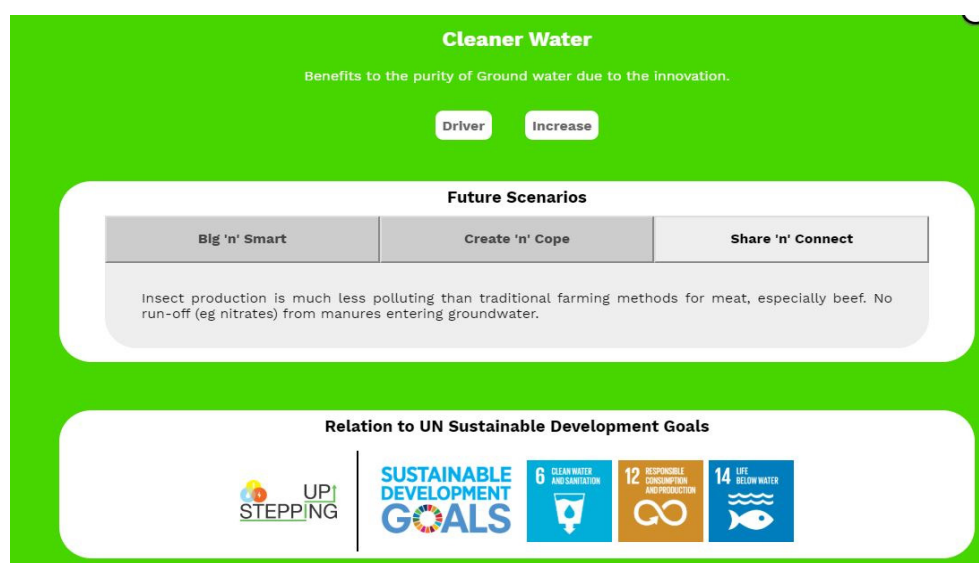 Cleaner Water
Benefits to the purity of Ground water due to the innovation.
Driver Increase
Future Scenarios
Big 'n' Smart Create 'n' Cope Share 'n' Connect
Insect production is much less polluting than traditional farming methods for meat, especially beef. No
run-off (eg nitrates) from manures entering groundwater.
Relation to UN Sustainable Development Goals
UP
STEPPING
SUSTAINABLE
DEVELOPMENT
GOALS
6 CLEAN WATER
AND SANITATION
12 RESPONSIBLE
CONSUMPTION
AND PRODUCTION
14 LIFE
BELOW WATER